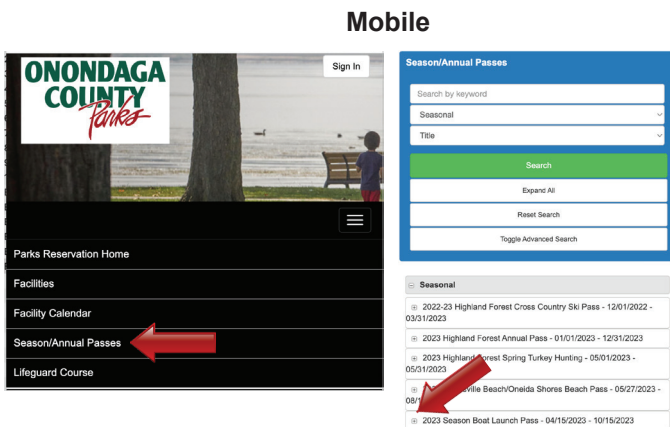 Mobile
ONONDAGA
COUNTY
Parks
Sign In
Parks Reservation Home
Facilities
Facility Calendar
Season/Annual Passes
Lifeguard Course
Season/Annual Passes
Search by keyword
Seasonal
Title
Search
Expand All
Reset Search
Toggle Advanced Search
Seasonal
2022-23 Highland Forest Cross Country Ski Pass - 12/01/2022 -
03/31/2023
2023 Highland Forest Annual Pass - 01/01/2023 - 12/31/2023
2023 Highland Forest Spring Turkey Hunting - 05/01/2023 -
05/31/2023
Beach/Oneida Shores Beach Pass - 05/27/2023 -
2023 Season Boat Launch Pass - 04/15/2023 - 10/15/2023